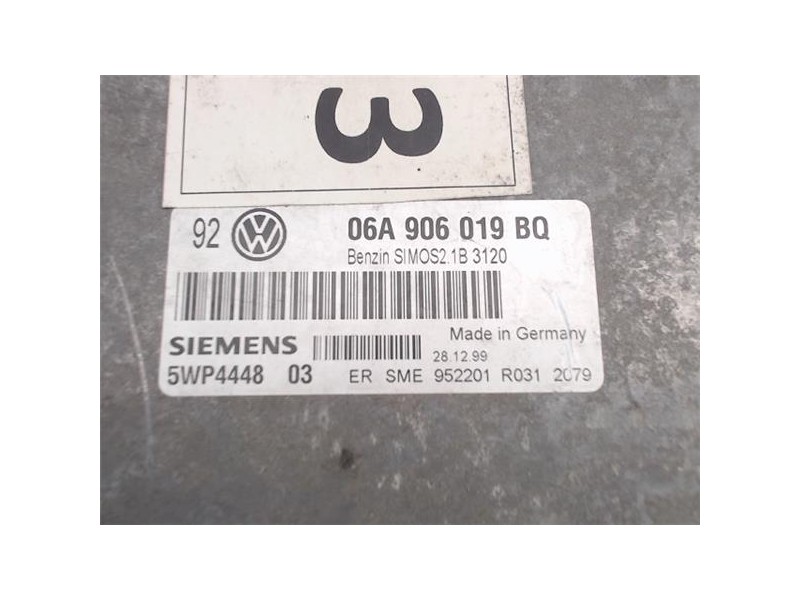 3
92 VW 06A 906 019 BQ
Benzin SIMOS2.1B 3120
Made in Germany
SIEMENS 28.12.99
5WP4448 03 ER SME 952201 R031 2079